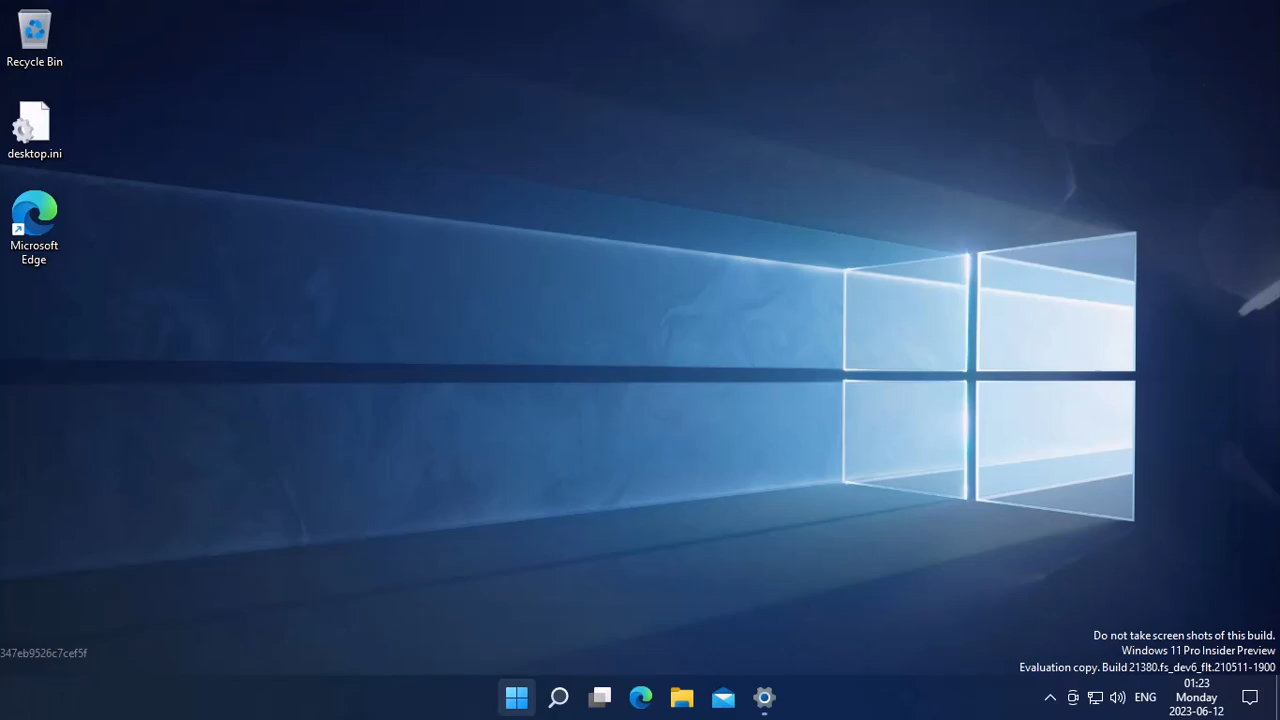 Recycle Bin
desktop.ini
Microsoft
Edge
Do not take screen shots of this build.
Windows 11 Pro Insider Preview
Evaluation copy. Build 21380.fs_dev6_flt.210511-1900
347eb9526c7cef5f
ENG
01:23
Monday
2023-06-12